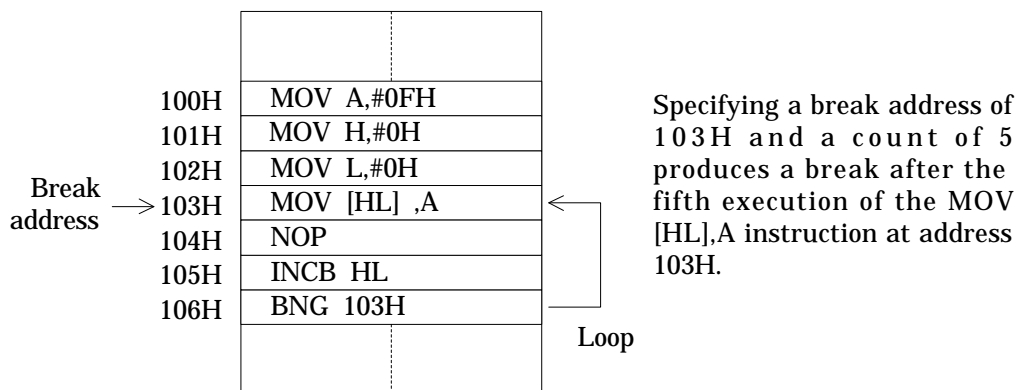 100H MOV A,#0FH
101H MOV H,#0H
102H MOV L,#0H
Break address
103H MOV [HL] ,A
104H NOP
105H INCB HL
106H BNG 103H
Loop
Specifying a break address of
103H and a count of 5
produces a break after the
fifth execution of the MOV
[HL],A instruction at address
103H.